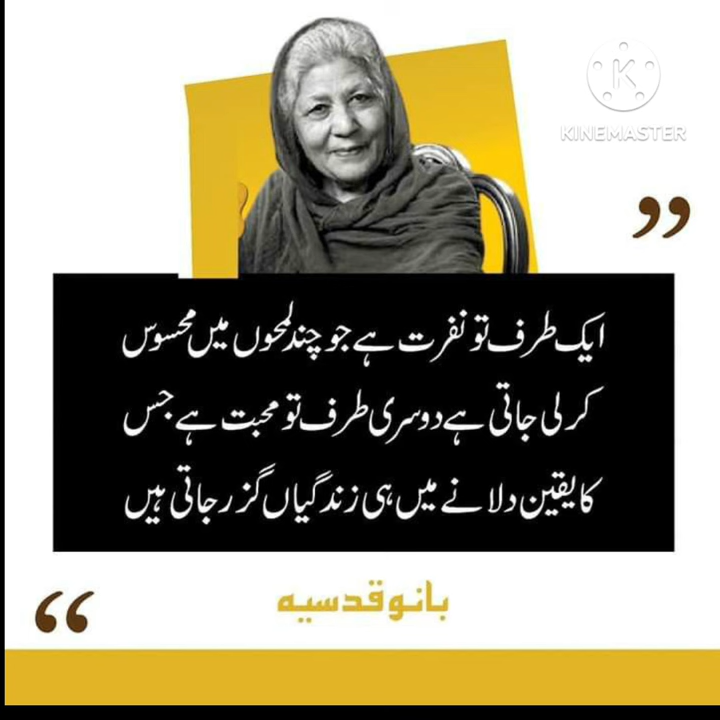 KINEMASTER
ایک طرف تو نفرت ہے جو چند لمحوں میں محسوس
کر لی جاتی ہے دوسری طرف تو محبت ہے جس
کا یقین دلانے میں ہی زندگیاں گزر جاتی ہیں
بانو قدسیہ